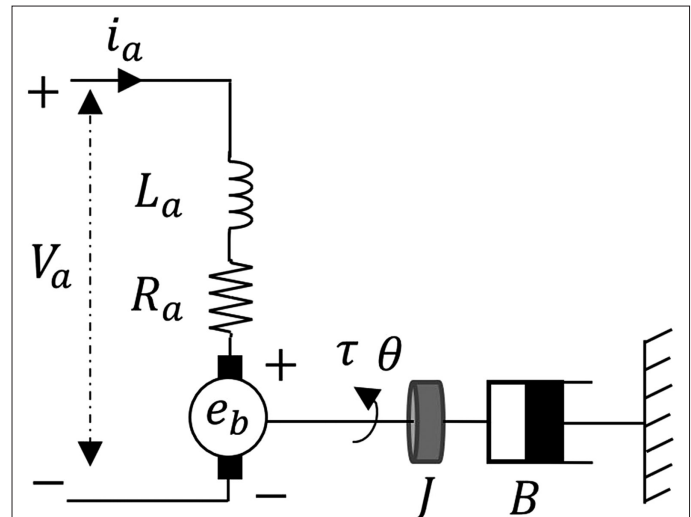 i_a
+
L_a
V_a
R_a
+
τ θ
e_b
−
−
J
B